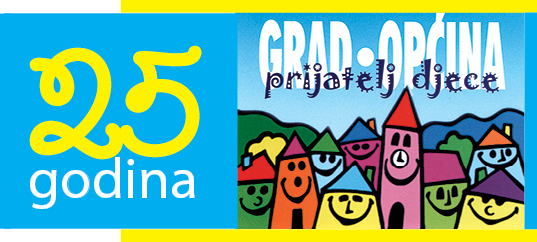 25
godina
GRAD • OPĆINA
prijatelj djece